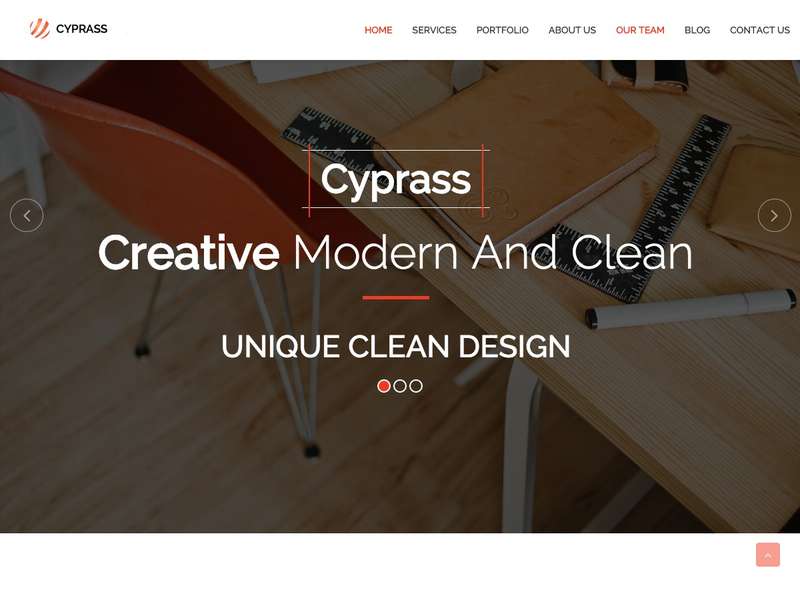 CYPRASS
HOME SERVICES PORTFOLIO ABOUT US OUR TEAM BLOG CONTACT US
Cyprass
Creative Modern And Clean
UNIQUE CLEAN DESIGN